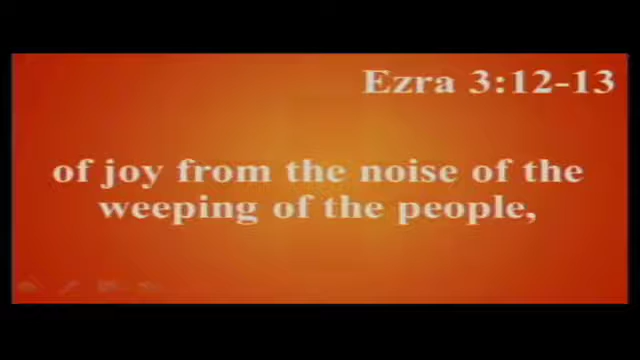 Ezra 3:12-13
of joy from the noise of the
weeping of the people,